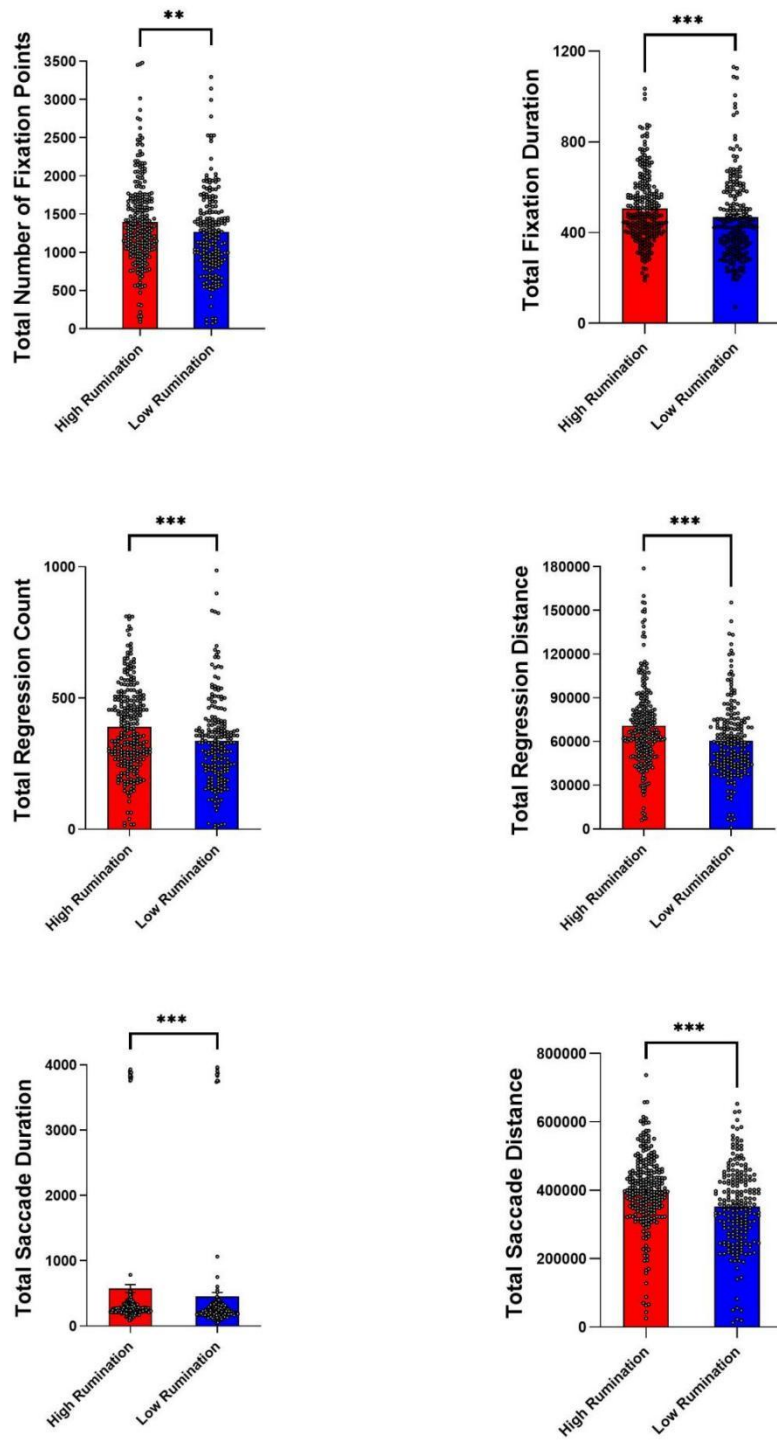 **
Total Number of Fixation Points
3500
3000
2500
2000
1500
1000
500
0
High Rumination
Low Rumination
***
Total Fixation Duration
1200
800
400
0
High Rumination
Low Rumination
***
Total Regression Count
1000
500
0
High Rumination
Low Rumination
***
Total Regression Distance
180000
150000
120000
90000
60000
30000
0
High Rumination
Low Rumination
***
Total Saccade Duration
4000
3000
2000
1000
0
High Rumination
Low Rumination
***
Total Saccade Distance
800000
600000
400000
200000
0
High Rumination
Low Rumination